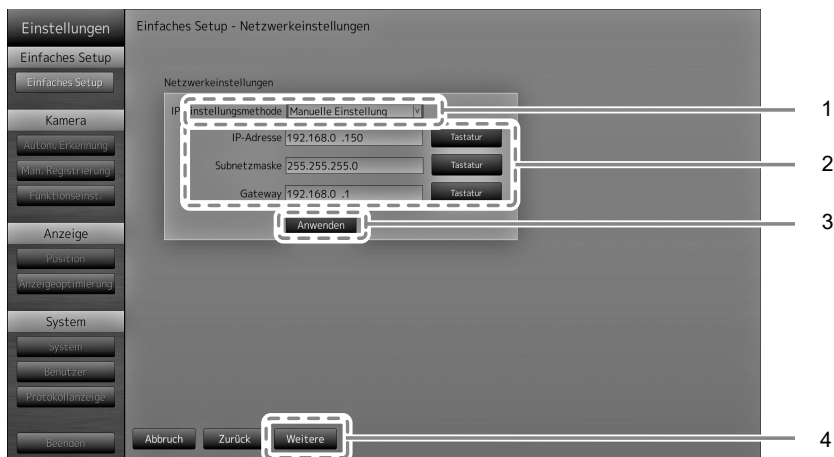 Einstellungen
Einfaches Setup
Einfaches Setup
Kamera
Autom. Erkennung
Man. Registrierung
Funktionseinst.
Anzeige
Position
Anzeigeoptimierung
System
System
Benutzer
Protokollanzeige
Beenden
Einfaches Setup - Netzwerkeinstellungen
Netzwerkeinstellungen
IP-Einstellungsmethode Manuelle Einstellung
IP-Adresse 192.168.0 .150 Tastatur
Subnetzmaske 255.255.255.0 Tastatur
Gateway 192.168.0 .1 Tastatur
Anwenden
Abbruch Zurück Weitere
1
2
3
4